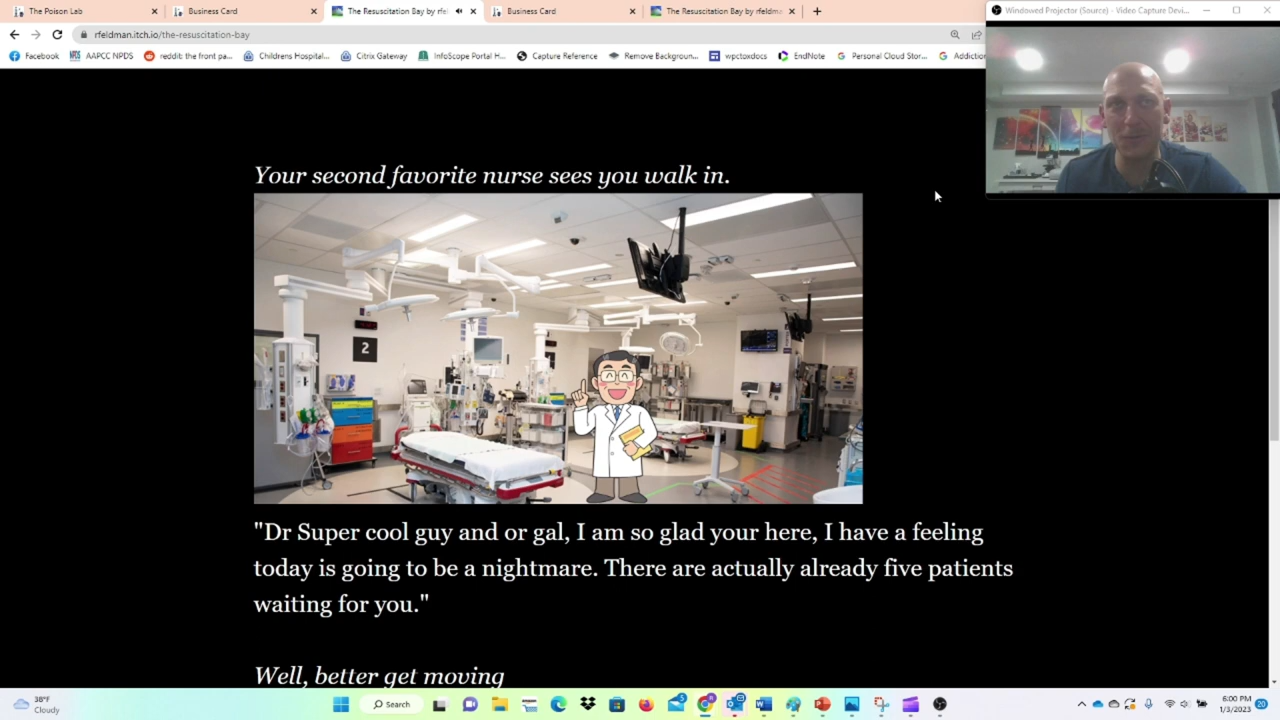 The Poison Lab
Business Card
The Resuscitation Bay by rfel
Business Card
The Resuscitation Bay by rfeldm
Windowed Projector (Source) - Video Capture Devi...
rfeldman.itch.io/the-resuscitation-bay
Facebook
AAPCC NPDS
reddit: the front pa...
Childrens Hospital...
Citrix Gateway
InfoScope Portal H...
Capture Reference
Remove Backgroun...
wpctoxdocs
EndNote
Personal Cloud Stor...
Addiction
Your second favorite nurse sees you walk in.
2
"Dr Super cool guy and or gal, I am so glad your here, I have a feeling
today is going to be a nightmare. There are actually already five patients
waiting for you."
Well, better get moving
38°F
Cloudy
Search
6:00 PM
1/3/2023
20